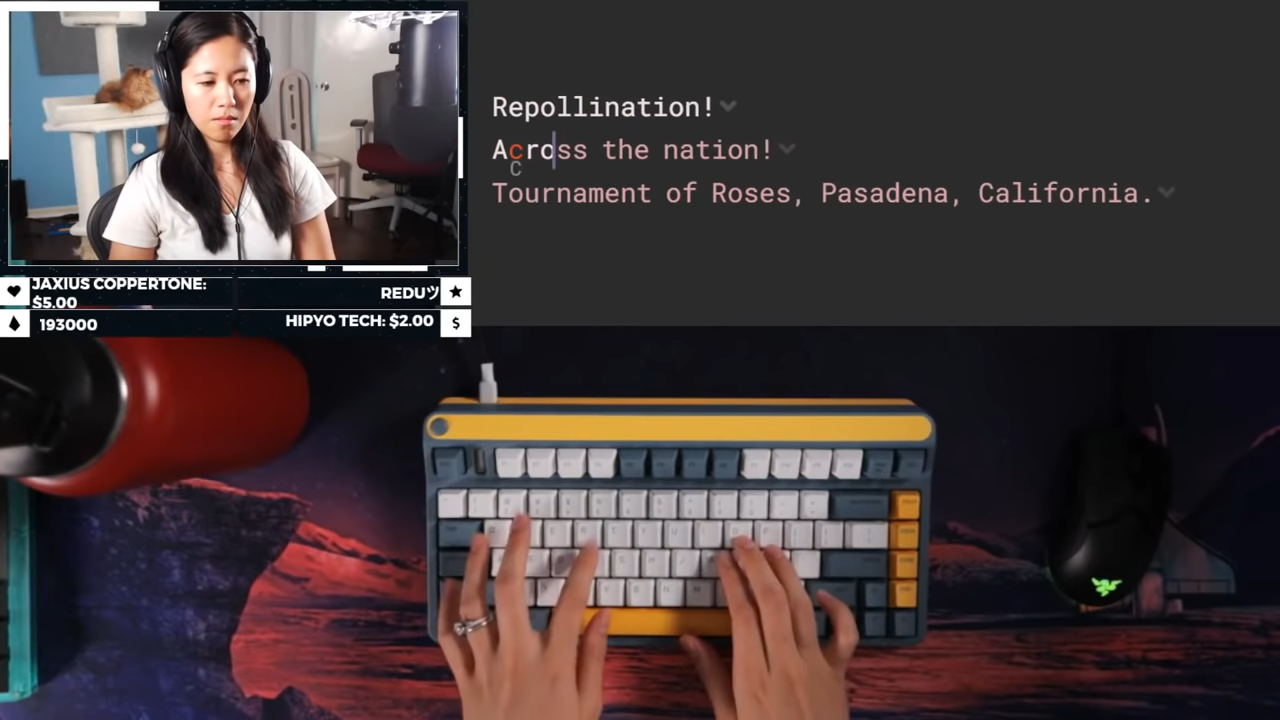 Repollination!
Across the nation!
C
Tournament of Roses, Pasadena, California.
JAXIUS COPPERTONE:
$5.00
REDUツ
193000
HIPYO TECH: $2.00
$